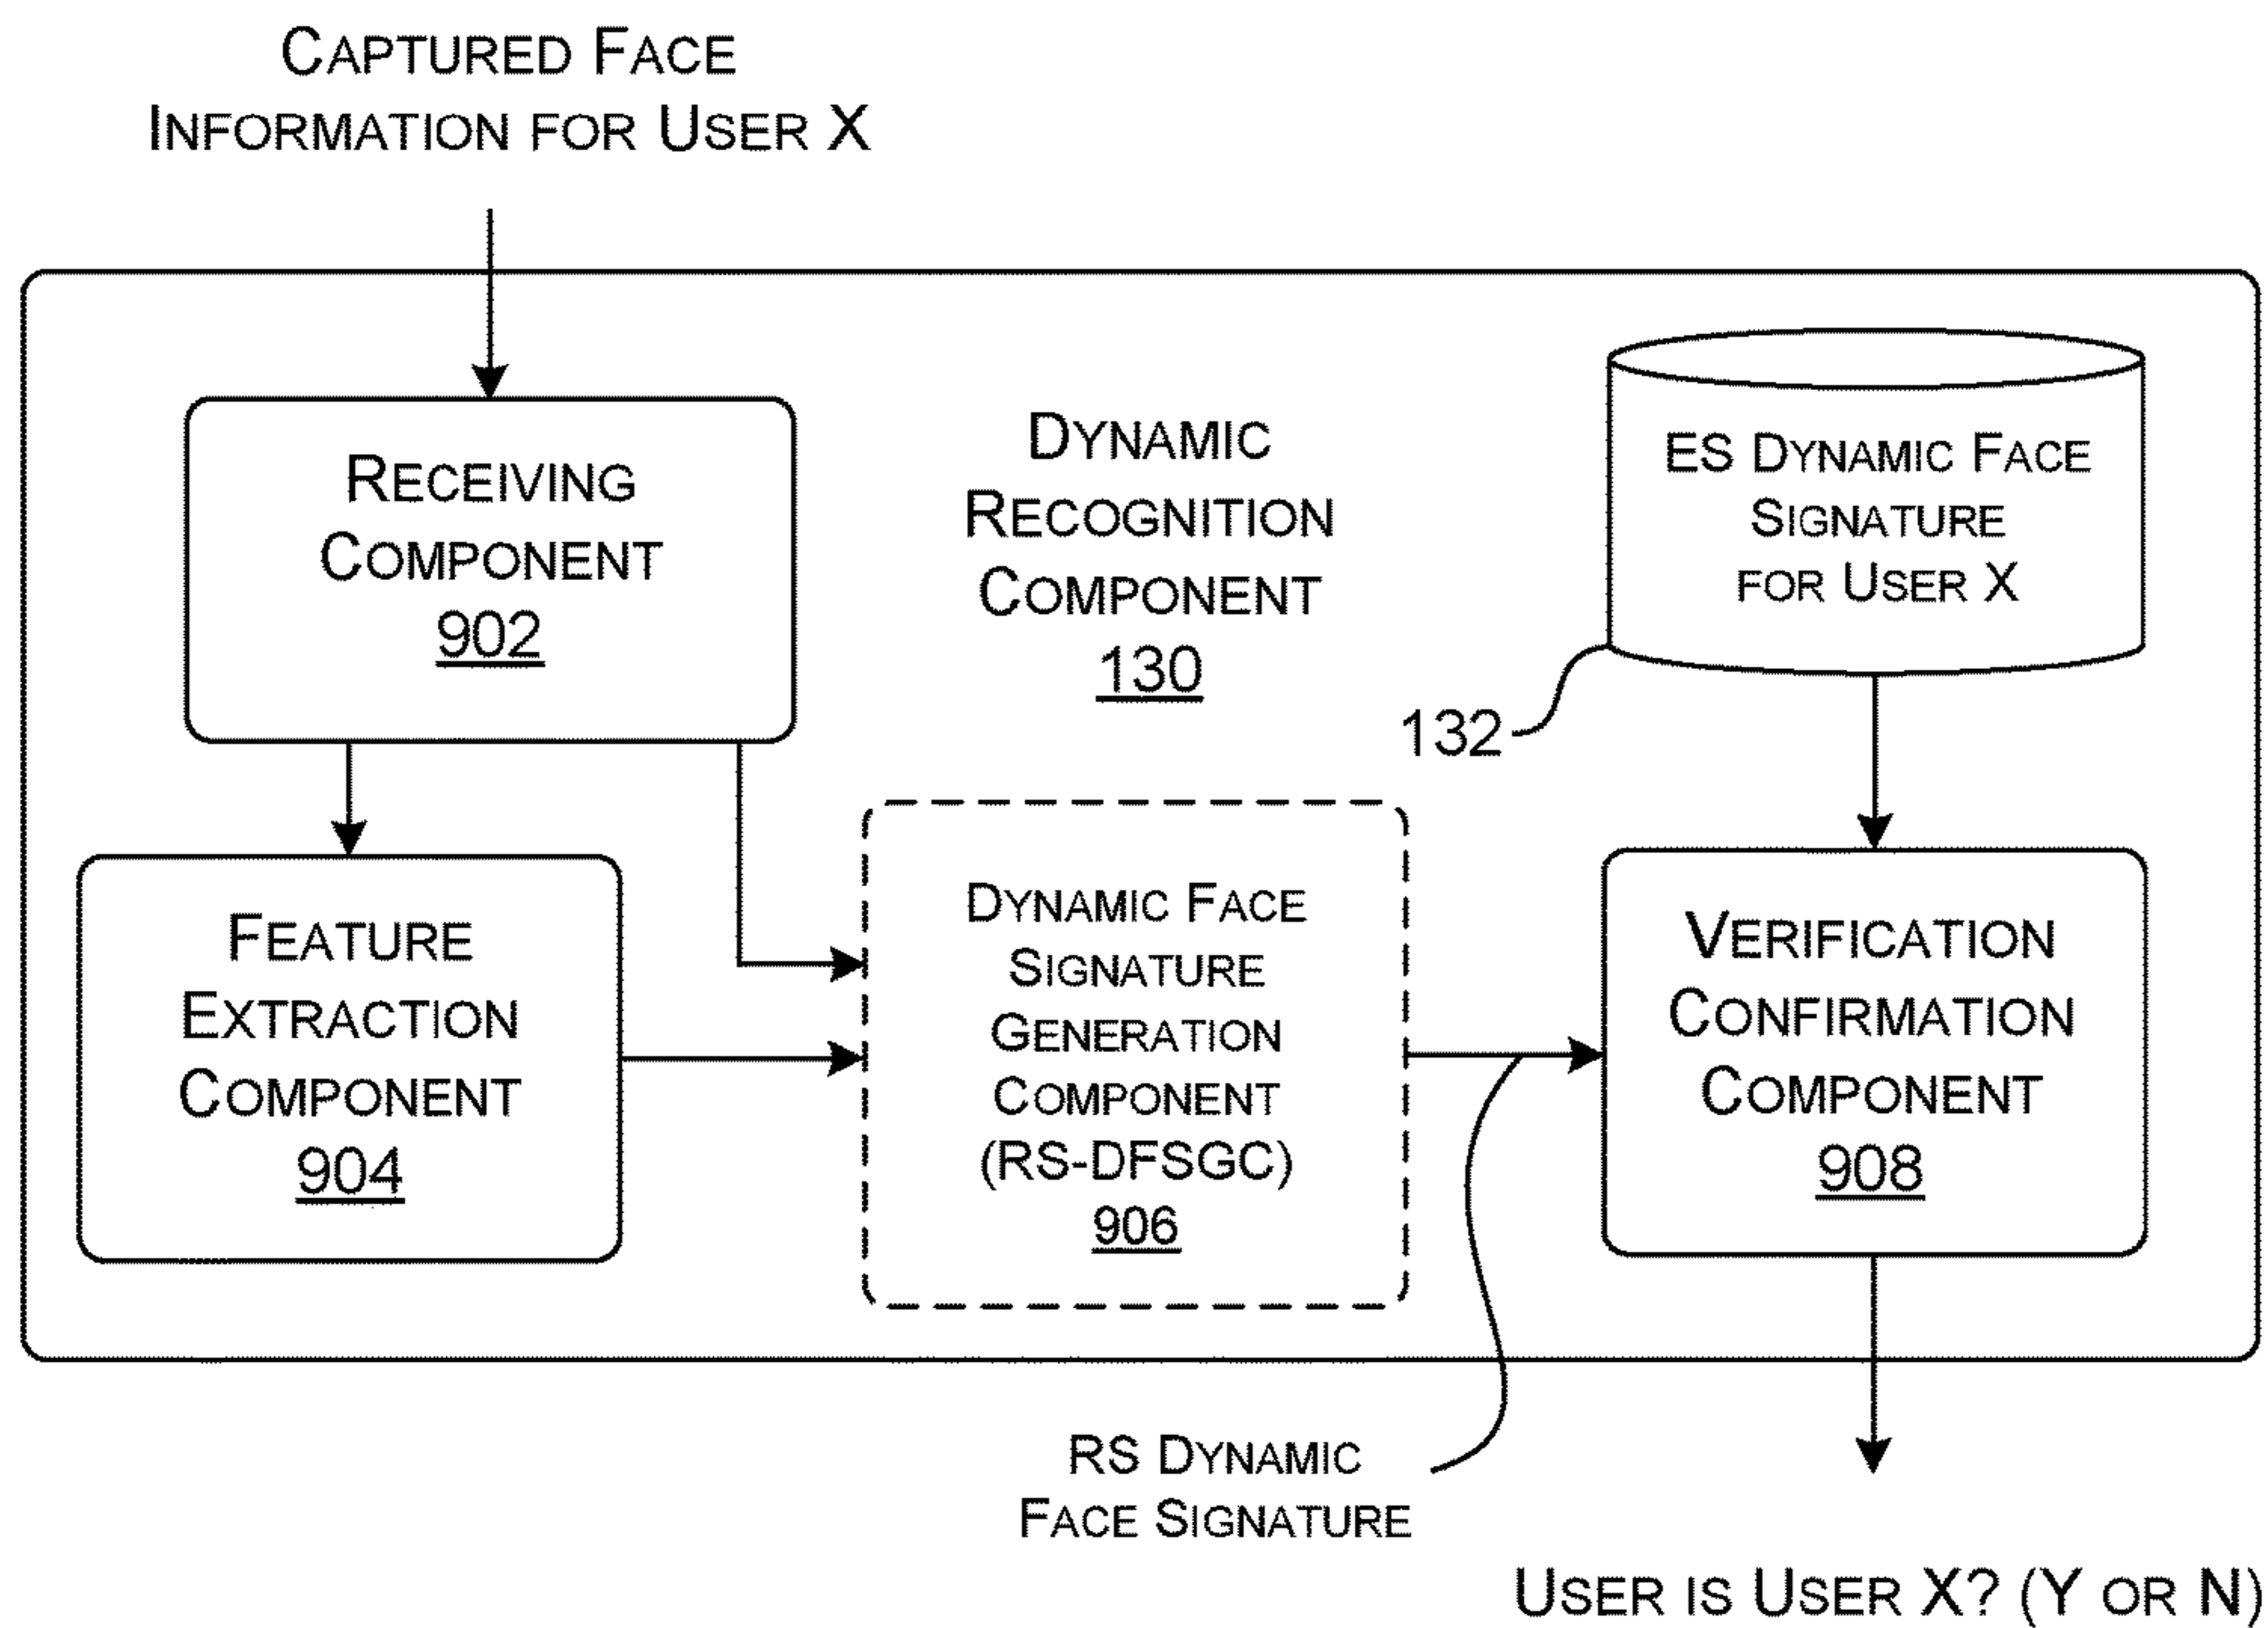 CAPTURED FACE
INFORMATION FOR USER X
RECEIVING
COMPONENT
902
DYNAMIC
RECOGNITION
COMPONENT
130
ES DYNAMIC FACE
SIGNATURE
FOR USER X
132
FEATURE
EXTRACTION
COMPONENT
904
DYNAMIC FACE
SIGNATURE
GENERATION
COMPONENT
(RS-DFSGC)
906
VERIFICATION
CONFIRMATION
COMPONENT
908
RS DYNAMIC
FACE SIGNATURE
USER IS USER X? (Y OR N)